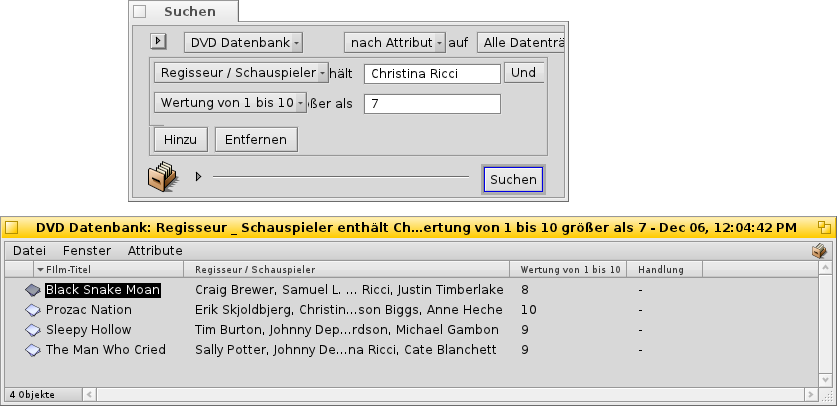 Suchen
DVD Datenbank nach Attribut auf Alle Datenträ
Regisseur / Schauspieler hält Christina Ricci Und
Wertung von 1 bis 10 ßer als 7
Hinzu Entfernen
Suchen
DVD Datenbank: Regisseur _ Schauspieler enthält Ch...ertung von 1 bis 10 größer als 7 - Dec 06, 12:04:42 PM
Datei Fenster Attribute
FIlm-Titel Regisseur / Schauspieler Wertung von 1 bis 10 Handlung
Black Snake Moan Craig Brewer, Samuel L. ... Ricci, Justin Timberlake 8 -
Prozac Nation Erik Skjoldbjerg, Christin...son Biggs, Anne Heche 10 -
Sleepy Hollow Tim Burton, Johnny Dep...rdson, Michael Gambon 9 -
The Man Who Cried Sally Potter, Johnny De...na Ricci, Cate Blanchett 9 -
4 Objekte